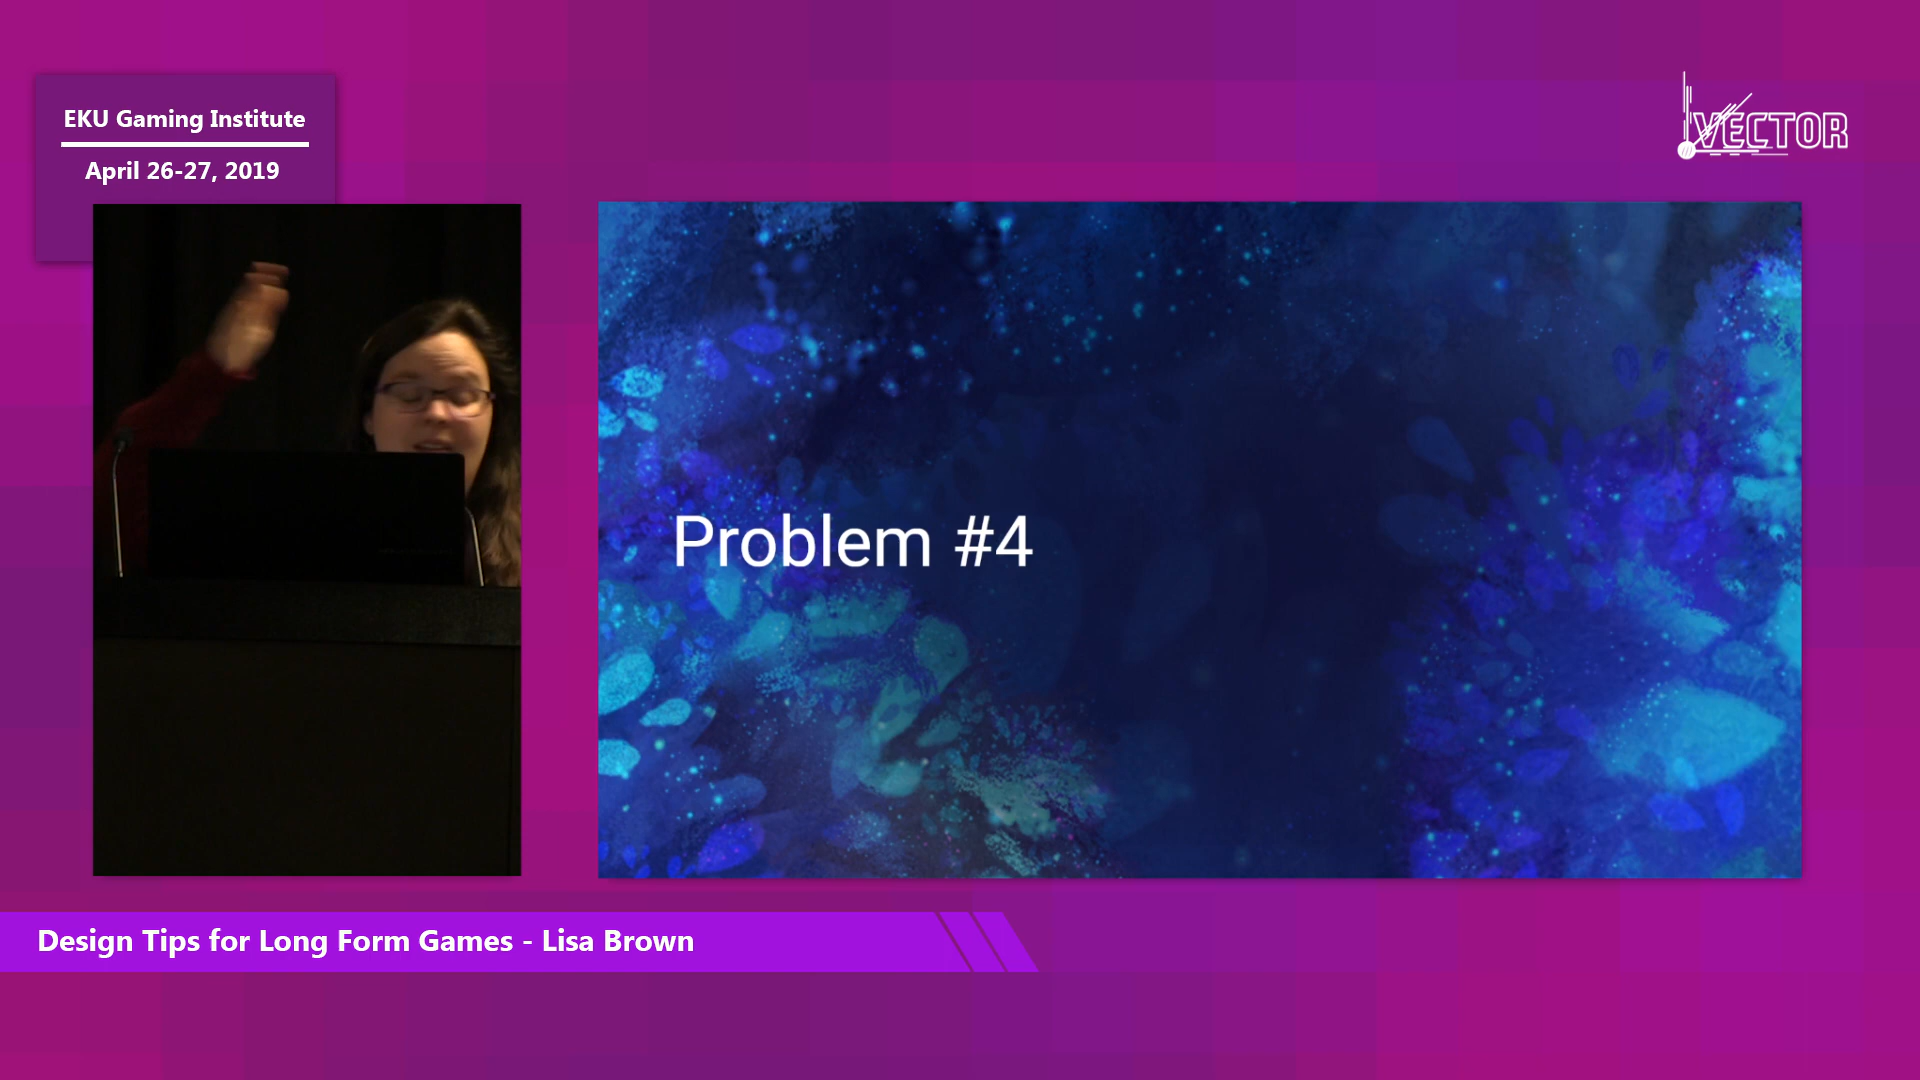 EKU Gaming Institute
April 26-27, 2019
VECTOR
Problem #4
Design Tips for Long Form Games - Lisa Brown